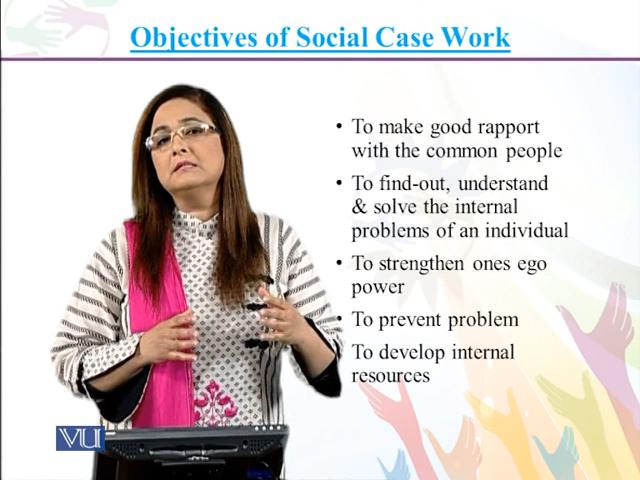 Objectives of Social Case Work
• To make good rapport
with the common people
• To find-out, understand
& solve the internal
problems of an individual
• To strengthen ones ego
power
• To prevent problem
To develop internal
resources
VU